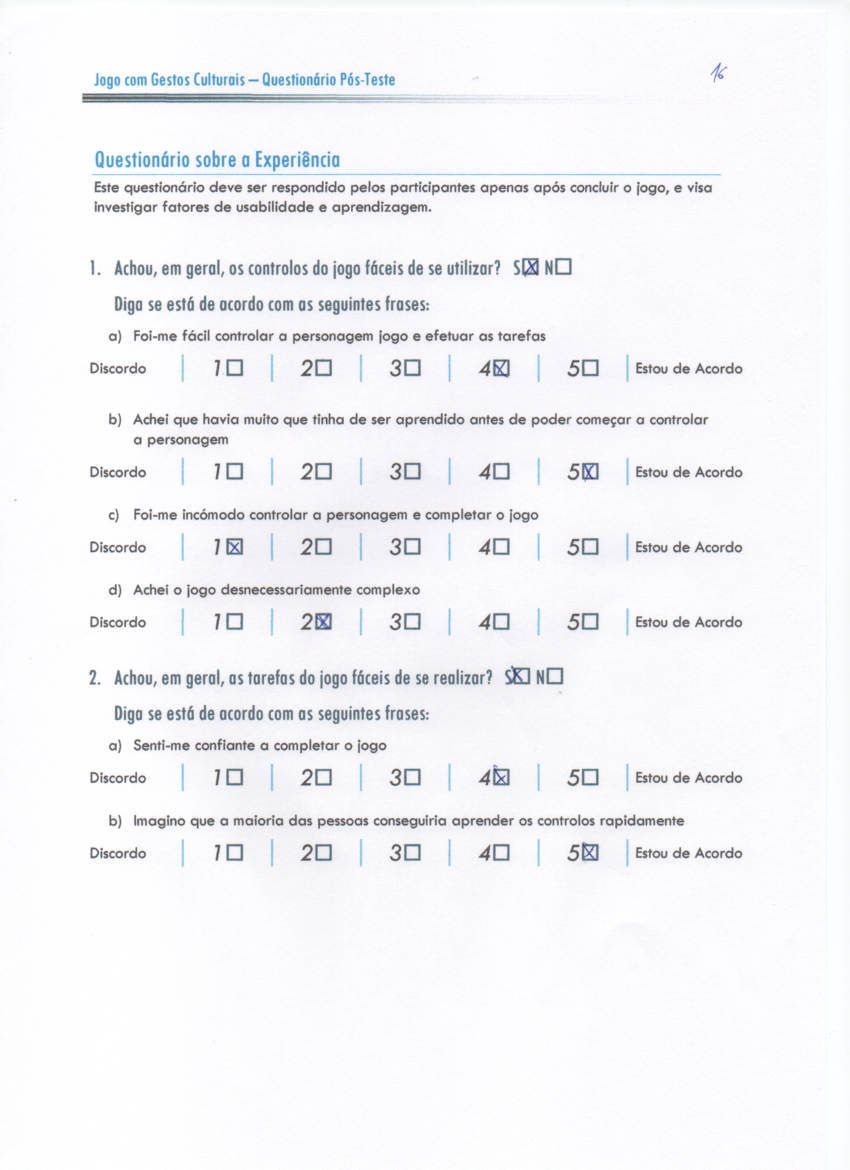 Jogo com Gestos Culturais – Questionário Pós-Teste 16
Questionário sobre a Experiência
Este questionário deve ser respondido pelos participantes apenas após concluir o jogo, e visa
investigar fatores de usabilidade e aprendizagem.
1. Achou, em geral, os controlos do jogo fáceis de se utilizar? S☒ N☐
Diga se está de acordo com as seguintes frases:
a) Foi-me fácil controlar a personagem jogo e efetuar as tarefas
Discordo | 1☐ | 2☐ | 3☐ | 4☒ | 5☐ | Estou de Acordo
b) Achei que havia muito que tinha de ser aprendido antes de poder começar a controlar
a personagem
Discordo | 1☐ | 2☐ | 3☐ | 4☐ | 5☒ | Estou de Acordo
c) Foi-me incómodo controlar a personagem e completar o jogo
Discordo | 1☒ | 2☐ | 3☐ | 4☐ | 5☐ | Estou de Acordo
d) Achei o jogo desnecessariamente complexo
Discordo | 1☐ | 2☒ | 3☐ | 4☐ | 5☐ | Estou de Acordo
2. Achou, em geral, as tarefas do jogo fáceis de se realizar? S☒ N☐
Diga se está de acordo com as seguintes frases:
a) Senti-me confiante a completar o jogo
Discordo | 1☐ | 2☐ | 3☐ | 4☒ | 5☐ | Estou de Acordo
b) Imagino que a maioria das pessoas conseguiria aprender os controlos rapidamente
Discordo | 1☐ | 2☐ | 3☐ | 4☐ | 5☒ | Estou de Acordo